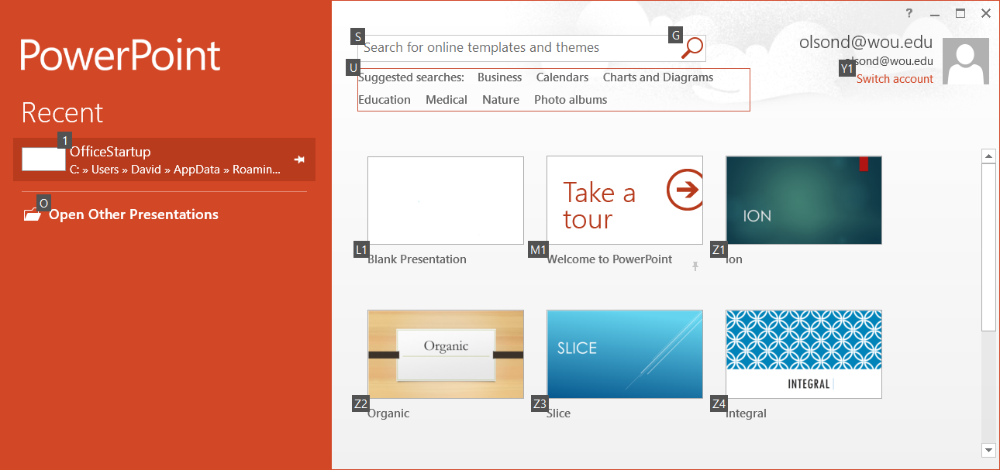 PowerPoint
Recent
1
OfficeStartup
C: » Users » David » AppData » Roamin...
O
Open Other Presentations
?
S
Search for online templates and themes
G
U
Suggested searches: Business Calendars Charts and Diagrams
Education Medical Nature Photo albums
olsond@wou.edu
olsond@wou.edu
Y1
Switch account
Take a
tour
ION
L1 Blank Presentation
M1 Welcome to PowerPoint
Z1 Ion
Organic
SLICE
INTEGRAL
Z2 Organic
Z3 Slice
Z4 Integral